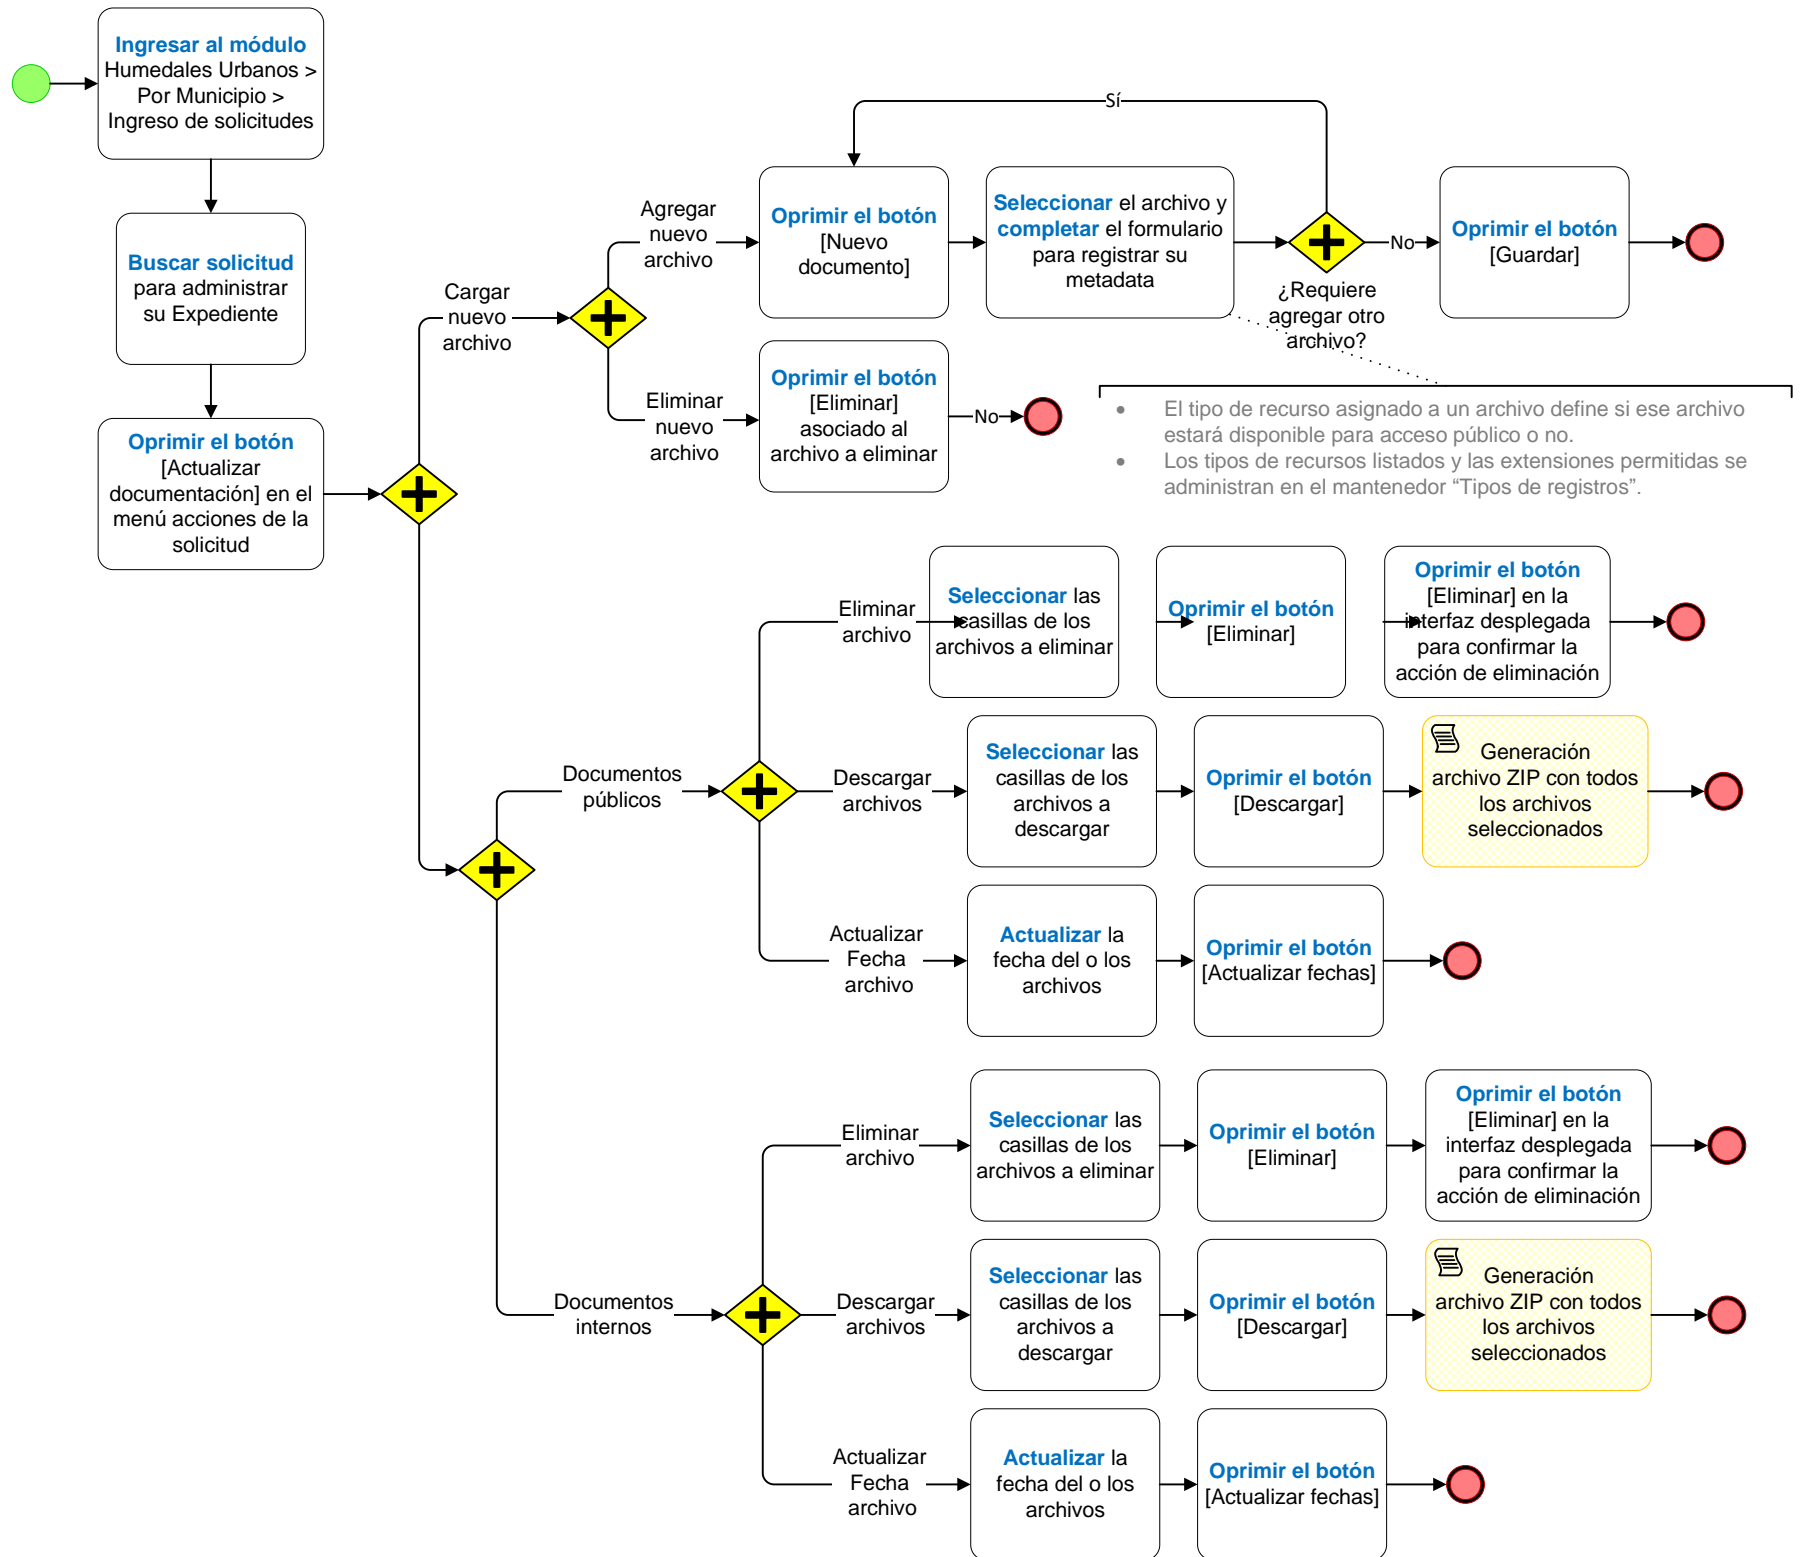 Ingresar al módulo
Humedales Urbanos >
Por Municipio >
Ingreso de solicitudes
Buscar solicitud
para administrar
su Expediente
Oprimir el botón
[Actualizar
documentación] en el
menú acciones de la
solicitud
Cargar
nuevo
archivo
Agregar
nuevo
archivo
Oprimir el botón
[Nuevo
documento]
Seleccionar el archivo y
completar el formulario
para registrar su
metadata
Sí
¿Requiere
agregar otro
archivo?
No
Oprimir el botón
[Guardar]
Eliminar
nuevo
archivo
Oprimir el botón
[Eliminar]
asociado al
archivo a eliminar
No
• El tipo de recurso asignado a un archivo define si ese archivo
estará disponible para acceso público o no.
• Los tipos de recursos listados y las extensiones permitidas se
administran en el mantenedor “Tipos de registros”.
Documentos
públicos
Eliminar
archivo
Seleccionar las
casillas de los
archivos a eliminar
Oprimir el botón
[Eliminar]
Oprimir el botón
[Eliminar] en la
interfaz desplegada
para confirmar la
acción de eliminación
Descargar
archivos
Seleccionar las
casillas de los
archivos a
descargar
Oprimir el botón
[Descargar]
Generación
archivo ZIP con todos
los archivos
seleccionados
Actualizar
Fecha
archivo
Actualizar la
fecha del o los
archivos
Oprimir el botón
[Actualizar fechas]
Documentos
internos
Eliminar
archivo
Seleccionar las
casillas de los
archivos a eliminar
Oprimir el botón
[Eliminar]
Oprimir el botón
[Eliminar] en la
interfaz desplegada
para confirmar la
acción de eliminación
Descargar
archivos
Seleccionar las
casillas de los
archivos a
descargar
Oprimir el botón
[Descargar]
Generación
archivo ZIP con todos
los archivos
seleccionados
Actualizar
Fecha
archivo
Actualizar la
fecha del o los
archivos
Oprimir el botón
[Actualizar fechas]